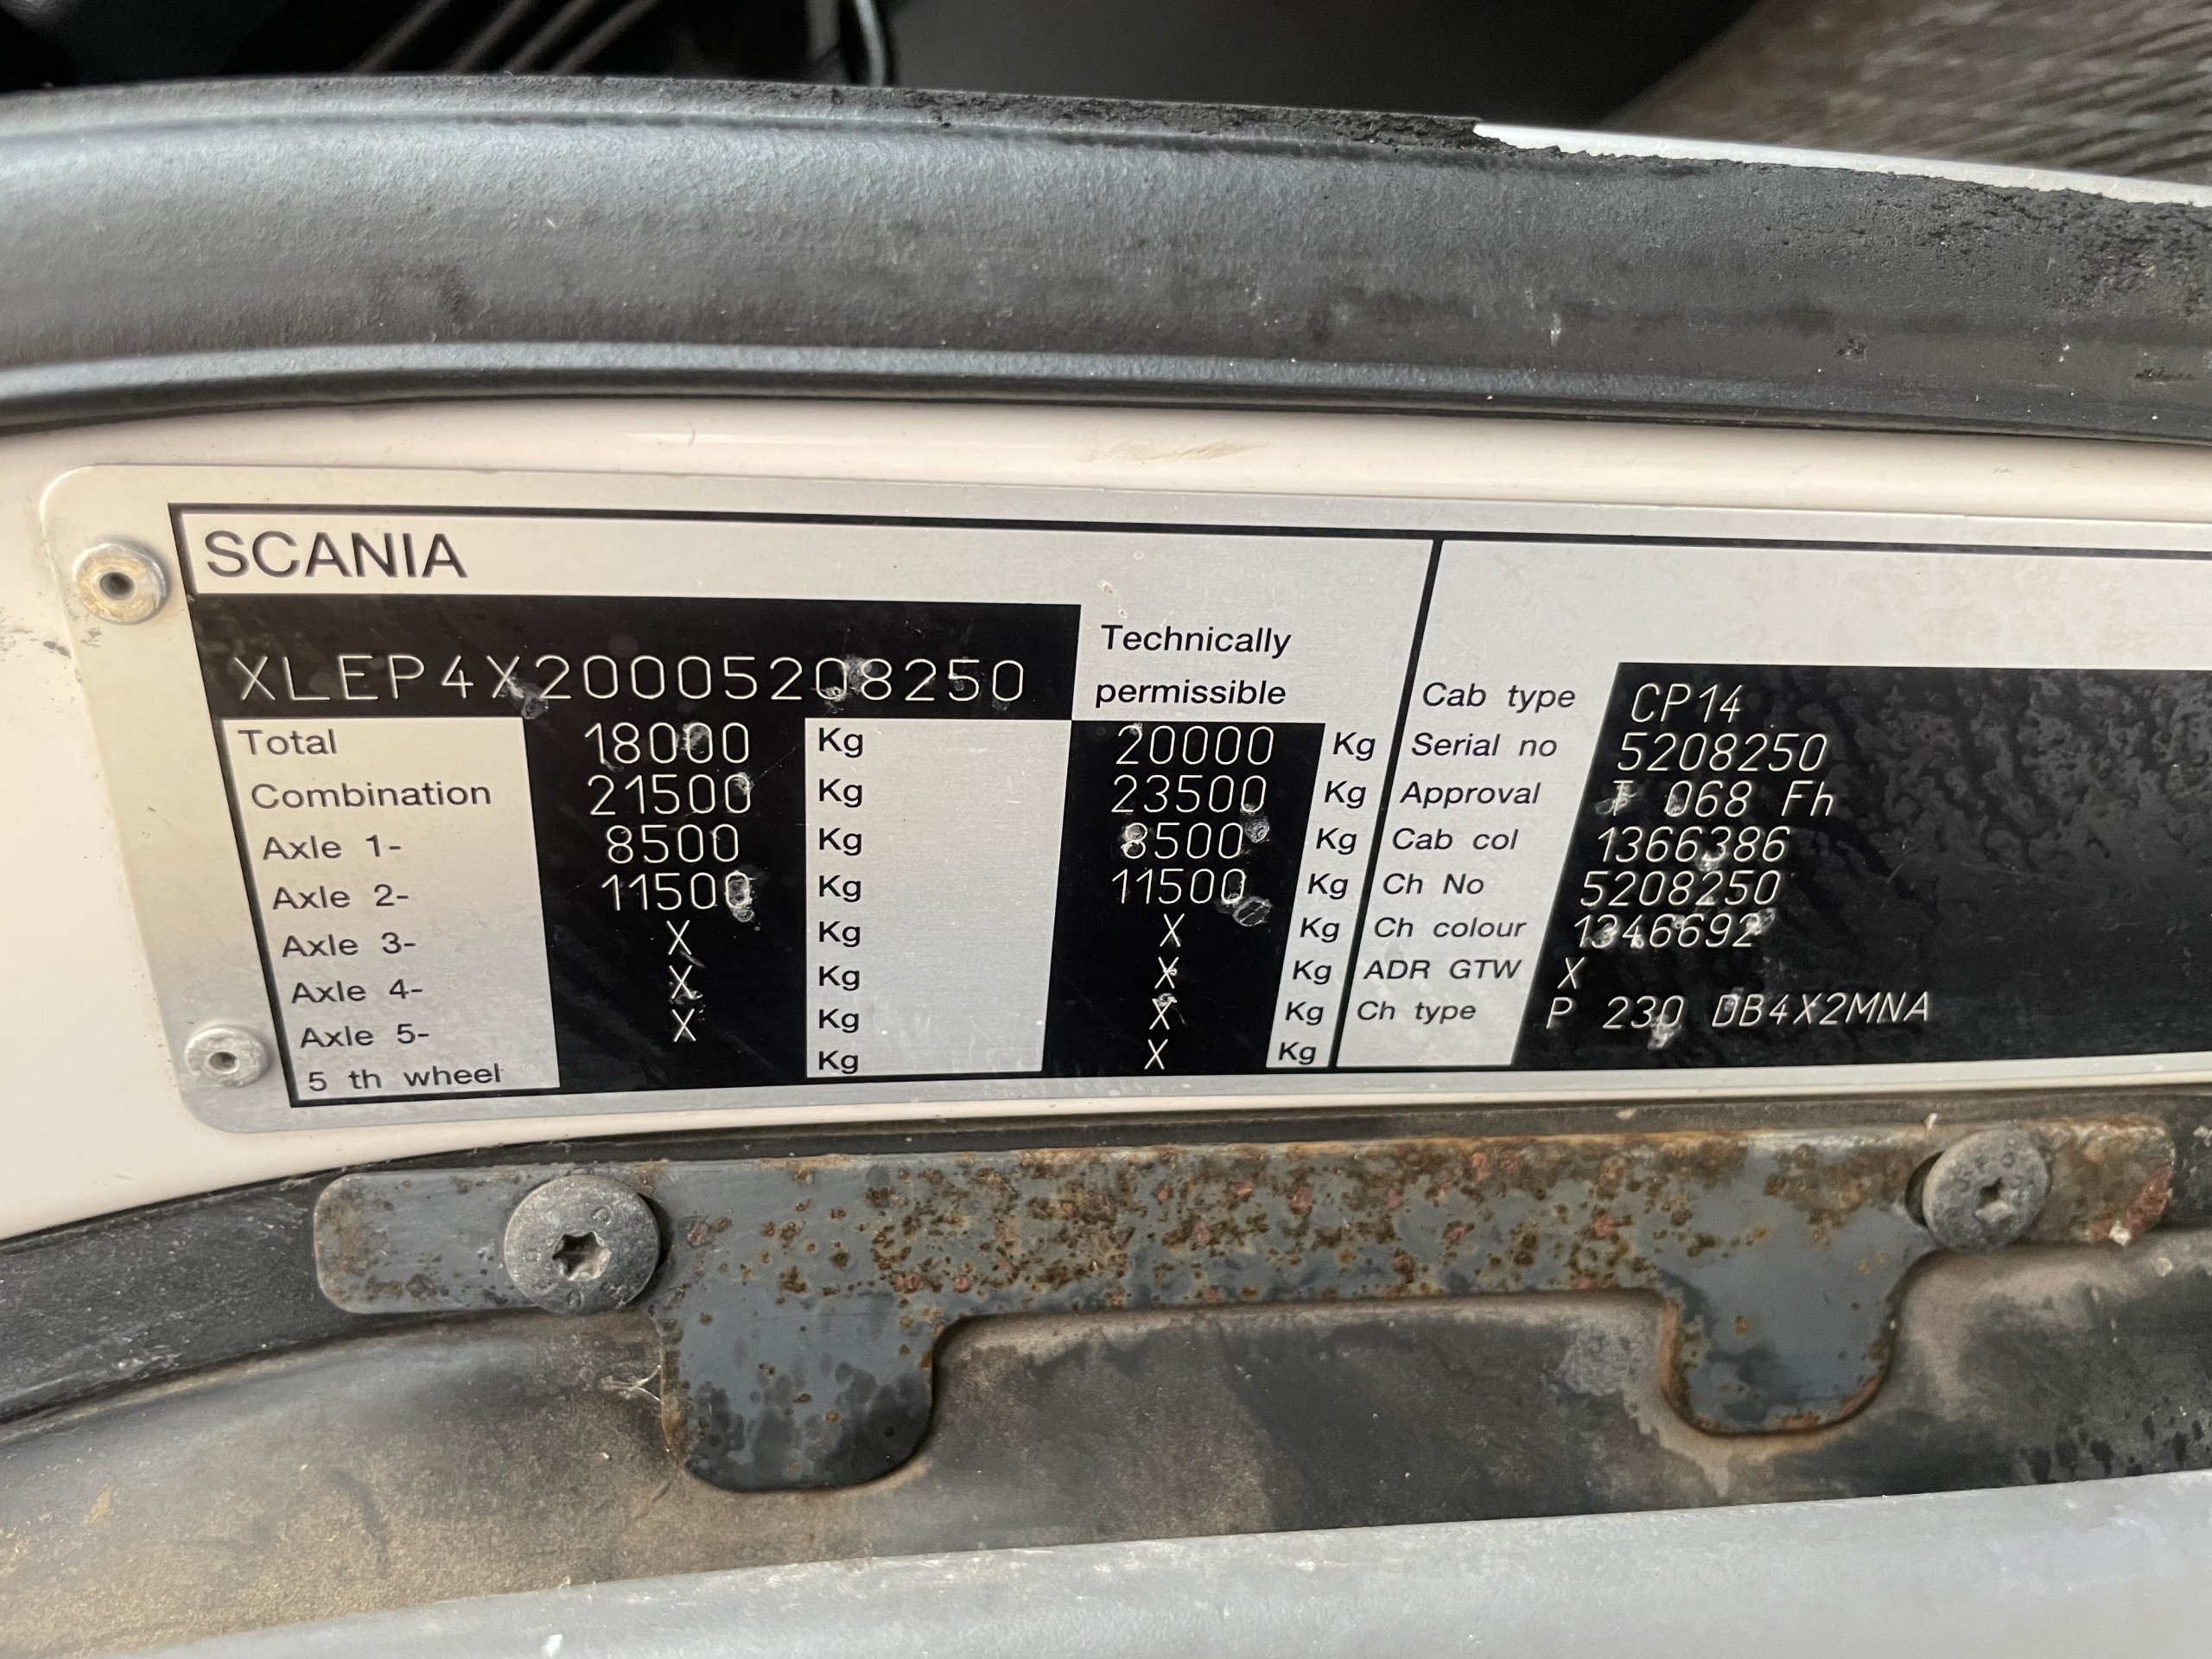 SCANIA
XLEP4X20005208250
Technically
permissible
Total 18000 Kg 20000 Kg
Combination 21500 Kg 23500 Kg
Axle 1- 8500 Kg 8500 Kg
Axle 2- 11500 Kg 11500 Kg
Axle 3- X Kg X Kg
Axle 4- X Kg X Kg
Axle 5- X Kg X Kg
5 th wheel Kg X Kg
Cab type CP14
Serial no 5208250
Approval T 068 Fh
Cab col 1366386
Ch No 5208250
Ch colour 1346692
ADR GTW X
Ch type P 230 DB4X2MNA